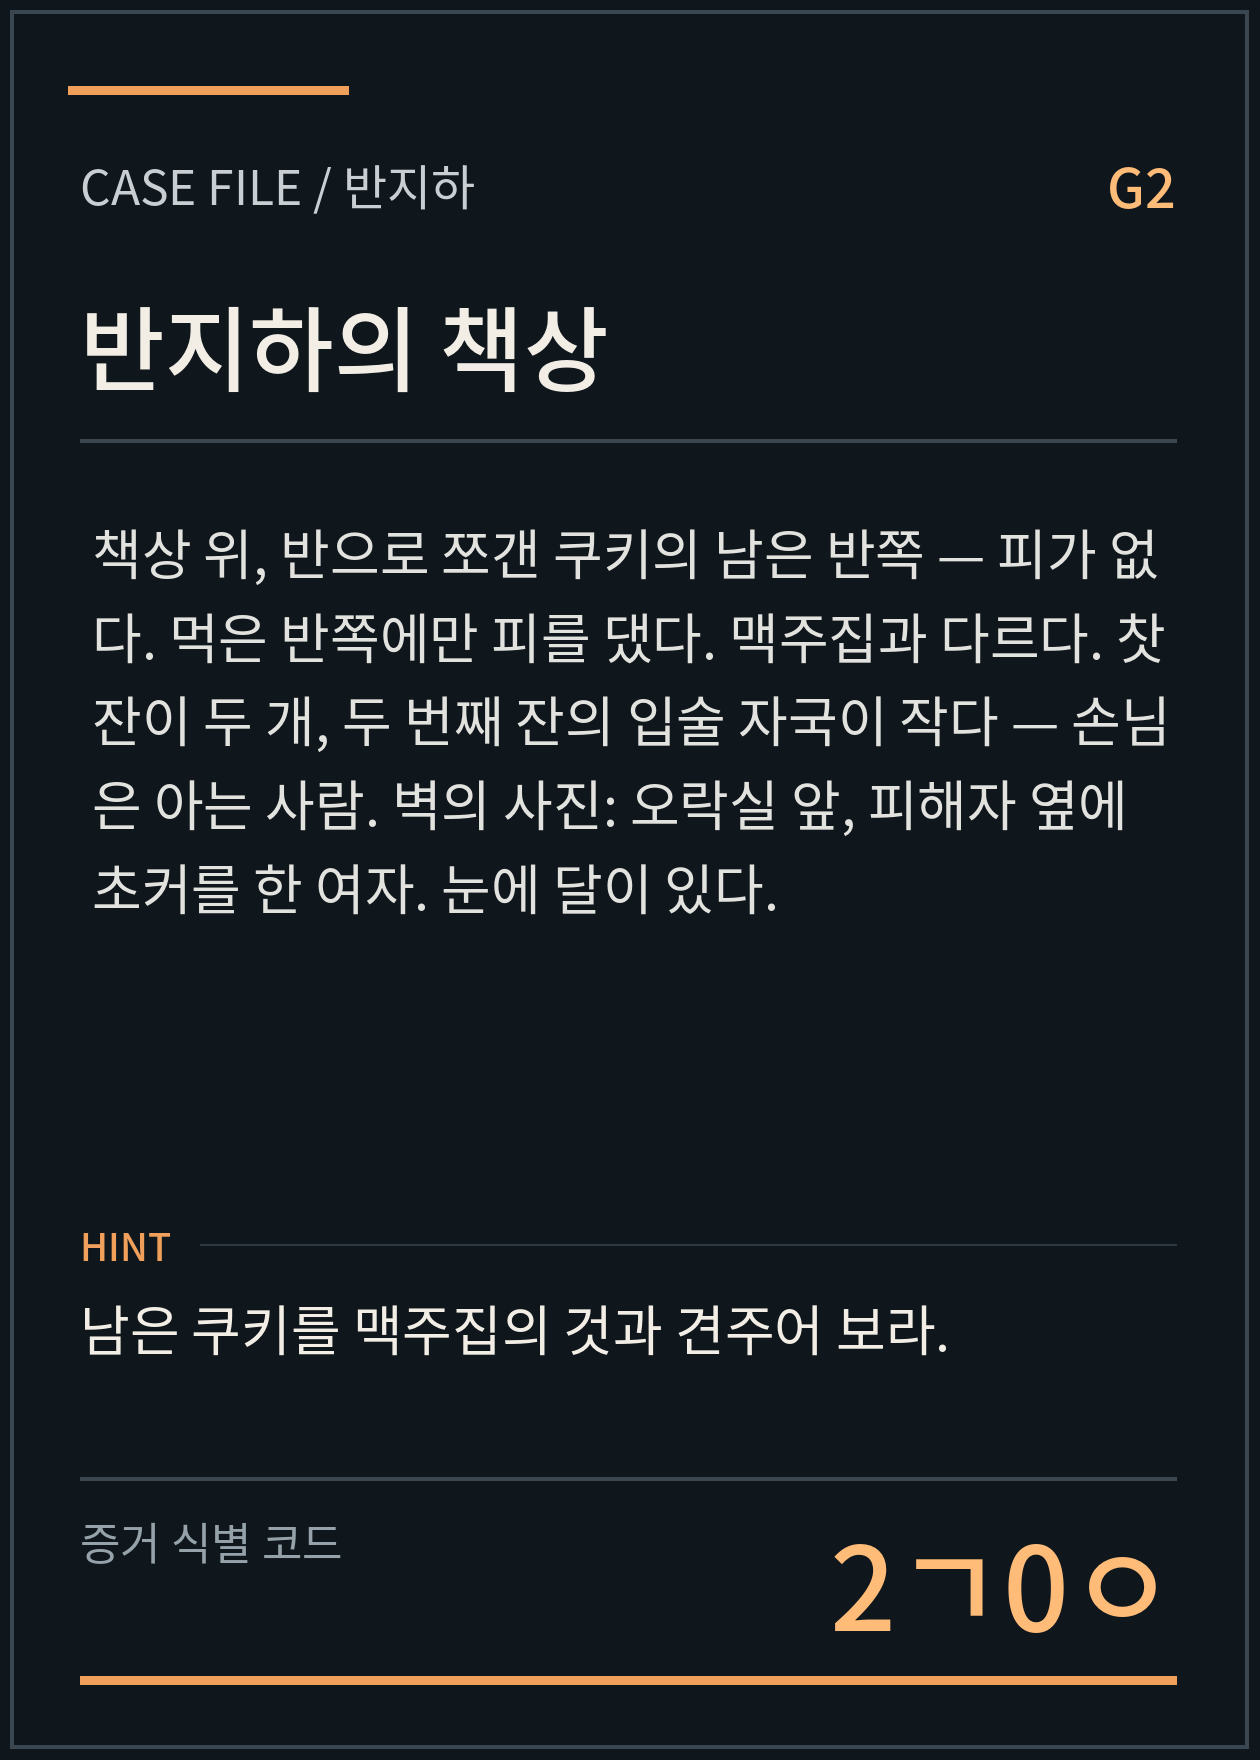 CASE FILE / 반지하
G2
반지하의 책상
책상 위, 반으로 쪼갠 쿠키의 남은 반쪽 — 피가 없
다. 먹은 반쪽에만 피를 댔다. 맥주집과 다르다. 찻
잔이 두 개, 두 번째 잔의 입술 자국이 작다 — 손님
은 아는 사람. 벽의 사진: 오락실 앞, 피해자 옆에
초커를 한 여자. 눈에 달이 있다.
HINT
남은 쿠키를 맥주집의 것과 견주어 보라.
증거 식별 코드
2ㄱ0ㅇ